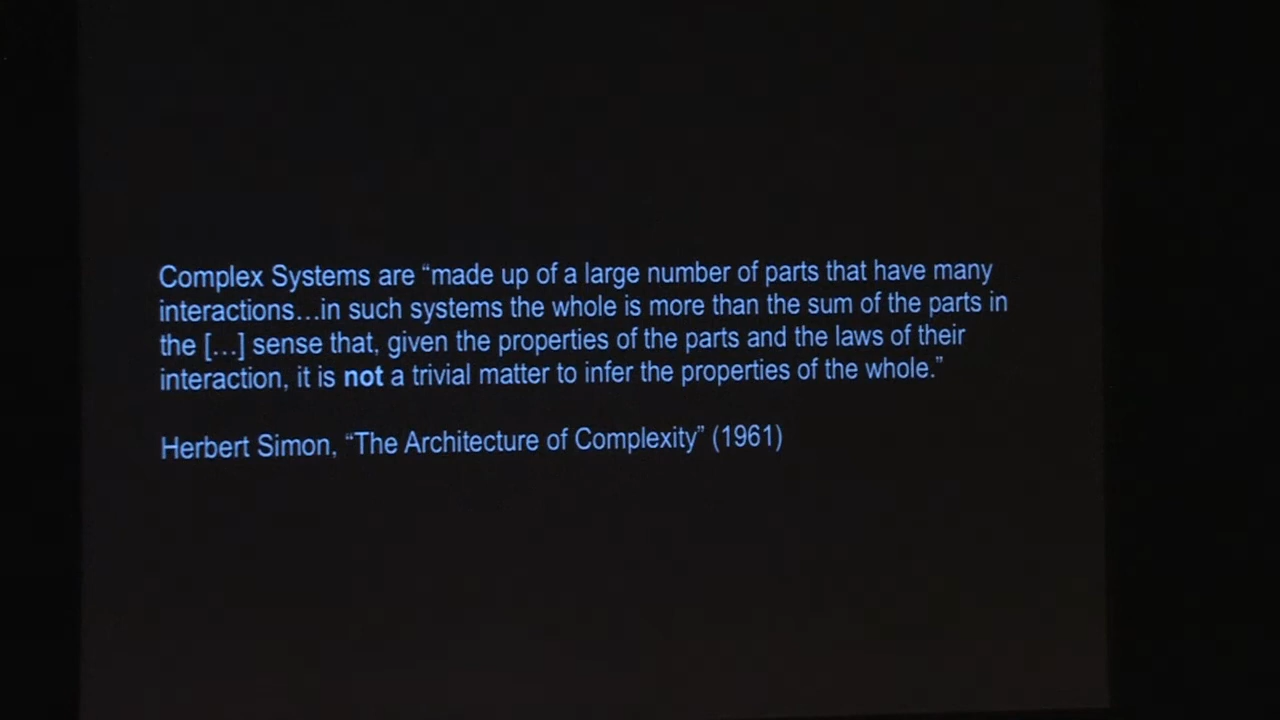 Complex Systems are “made up of a large number of parts that have many
interactions…in such systems the whole is more than the sum of the parts in
the […] sense that, given the properties of the parts and the laws of their
interaction, it is not a trivial matter to infer the properties of the whole.”
Herbert Simon, “The Architecture of Complexity” (1961)